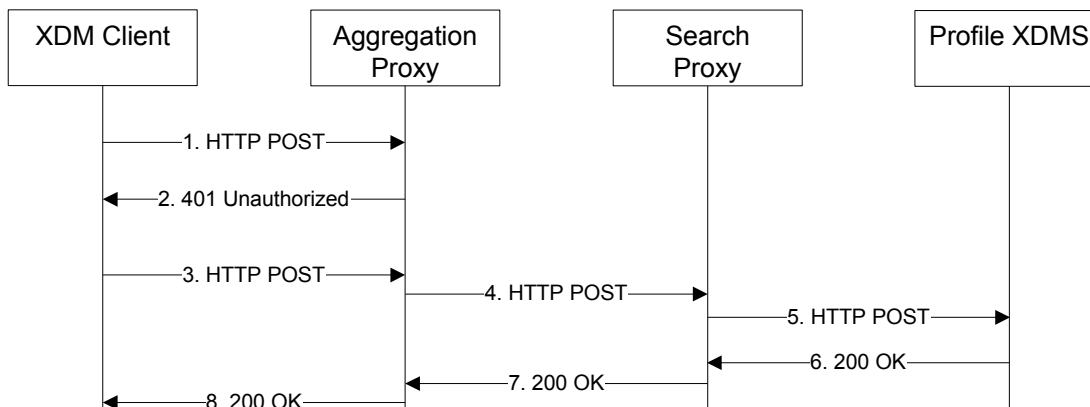 XDM Client
Aggregation
Proxy
Search
Proxy
Profile XDMS
1. HTTP POST
2. 401 Unauthorized
3. HTTP POST
4. HTTP POST
5. HTTP POST
6. 200 OK
7. 200 OK
8. 200 OK